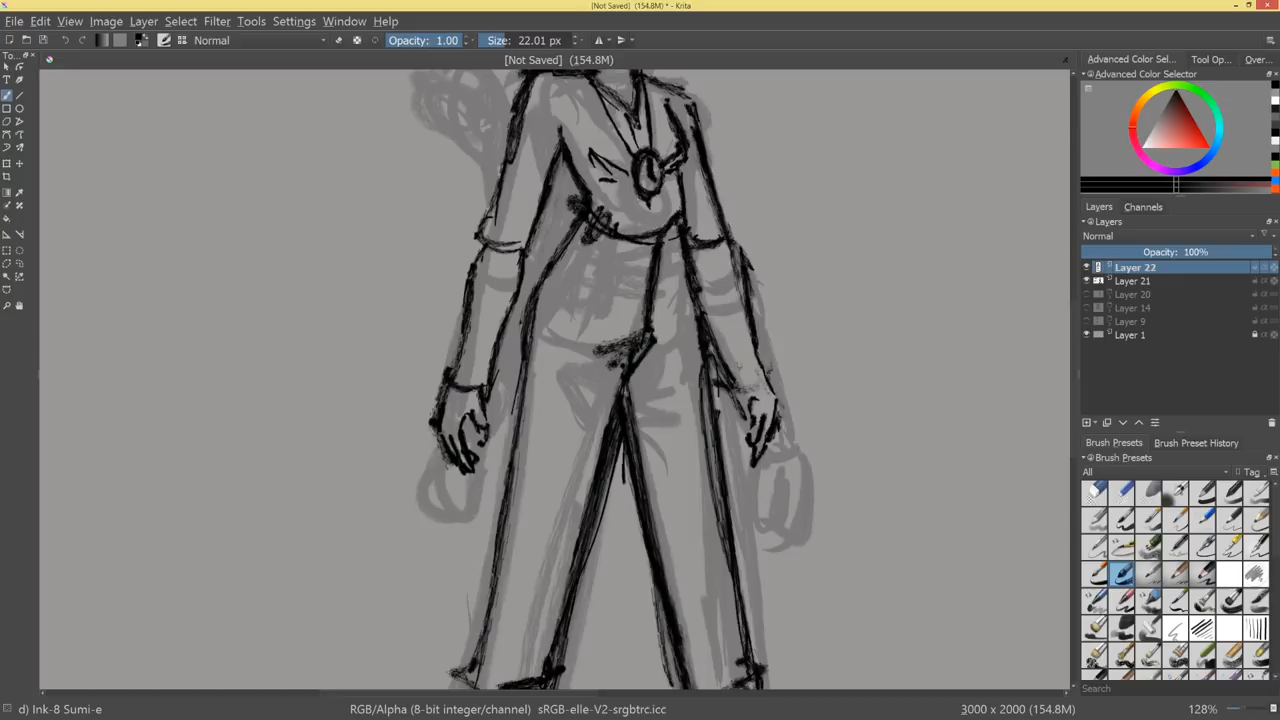 [Not Saved] (154.8M) * - Krita
File Edit View Image Layer Select Filter Tools Settings Window Help
Normal Opacity: 1.00 Size: 22.01 px
To...
[Not Saved] (154.8M)
Advanced Color Sel... Tool Op... Over...
Advanced Color Selector
Layers Channels
Layers
Normal
Opacity: 100%
Layer 22
Layer 21
Layer 20
Layer 14
Layer 9
Layer 1
Brush Presets Brush Preset History
Brush Presets
All Tag
Search
d) Ink-8 Sumi-e RGB/Alpha (8-bit integer/channel) sRGB-elle-V2-srgbtrc.icc 3000 x 2000 (154.8M) 128%